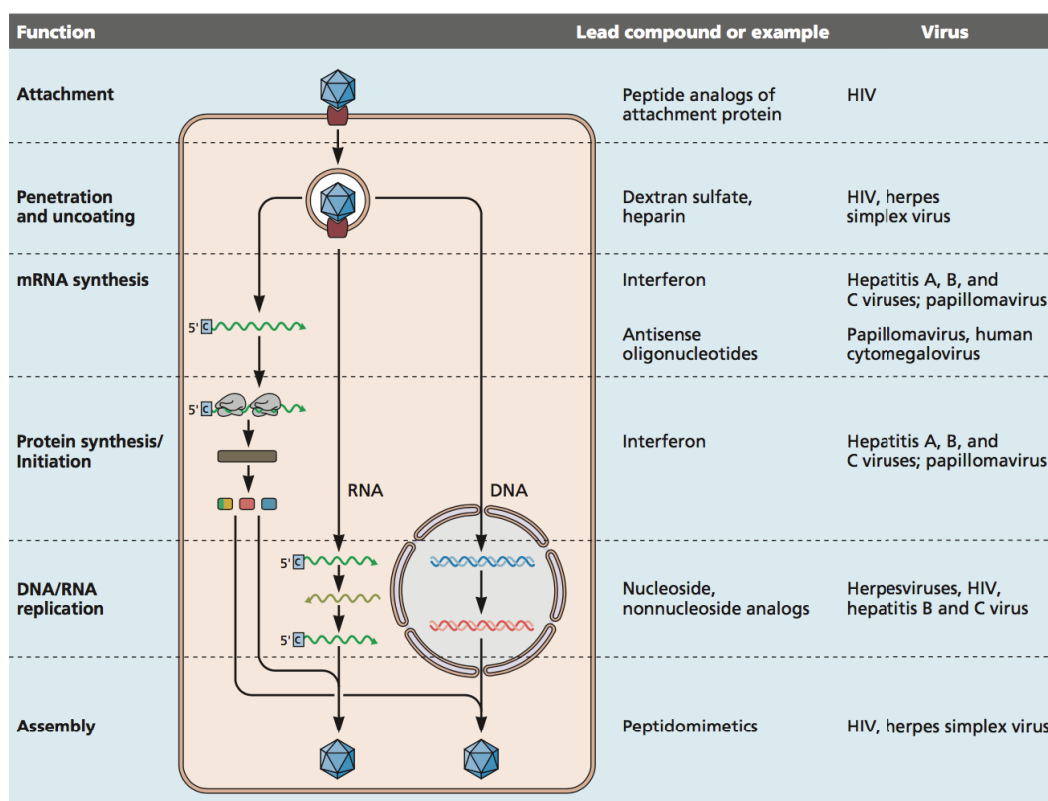 Function Lead compound or example Virus
Attachment
Peptide analogs of
attachment protein
HIV
Penetration
and uncoating
Dextran sulfate,
heparin
HIV, herpes
simplex virus
mRNA synthesis
Interferon
Hepatitis A, B, and
C viruses; papillomavirus
5' C
Antisense
oligonucleotides
Papillomavirus, human
cytomegalovirus
5' C
Protein synthesis/
Initiation
Interferon
Hepatitis A, B, and
C viruses; papillomavirus
RNA
DNA
5' C
DNA/RNA
replication
Nucleoside,
nonnucleoside analogs
Herpesviruses, HIV,
hepatitis B and C virus
5' C
Assembly
Peptidomimetics
HIV, herpes simplex virus